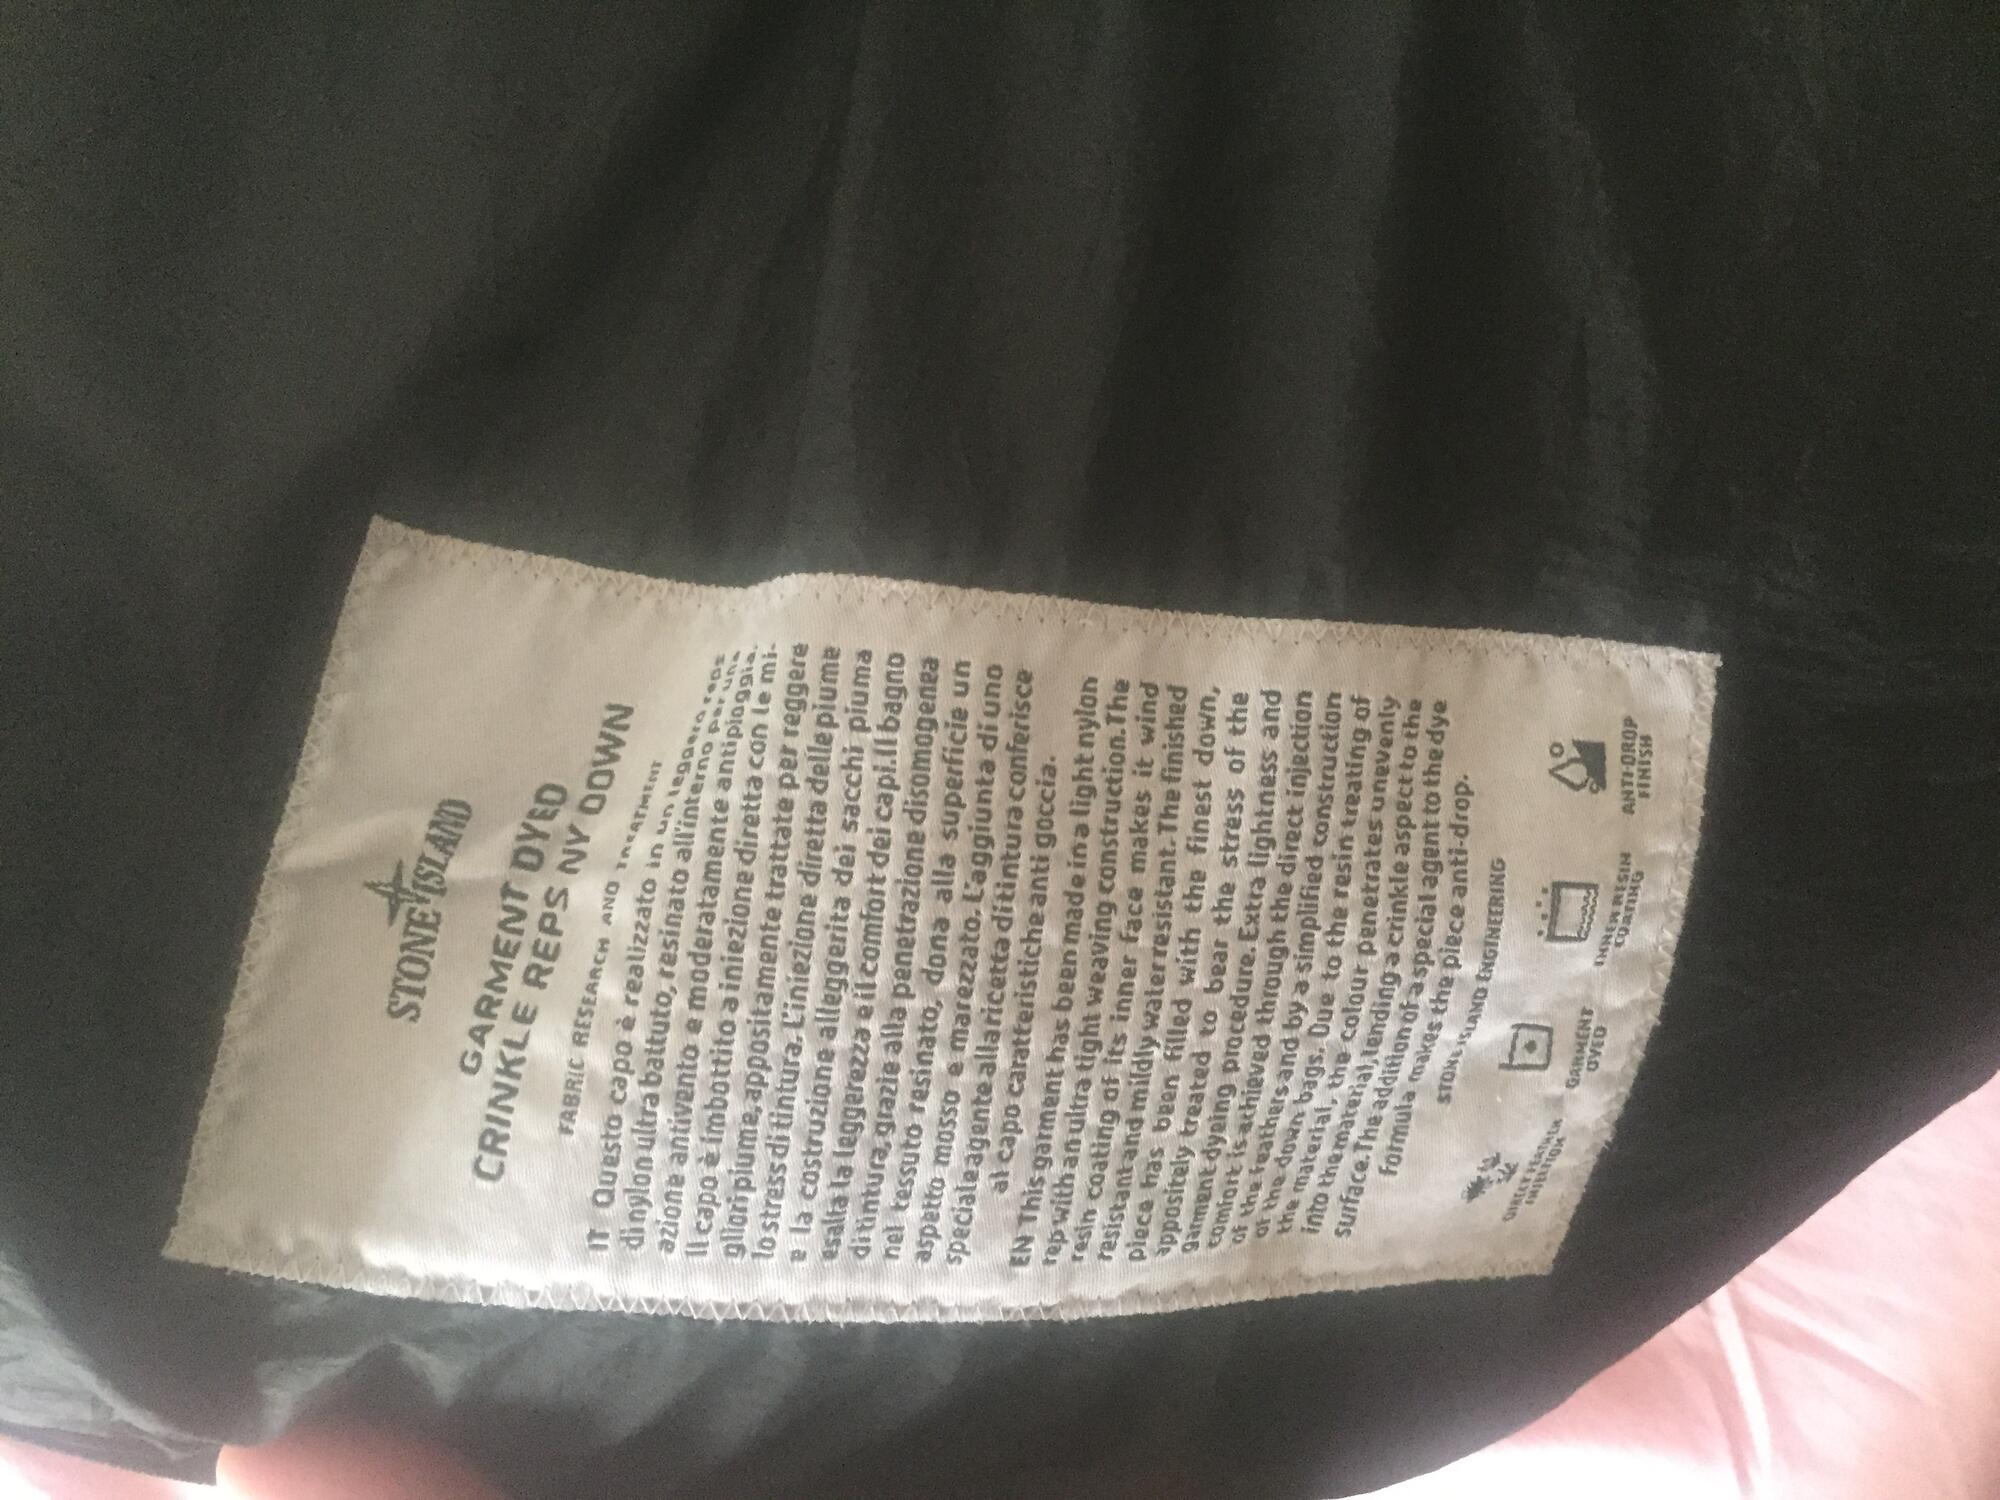 STONE ISLAND
GARMENT DYED
CRINKLE REPS NY DOWN
FABRIC RESEARCH AND TREATMENT
IT Questo capo è realizzato in un leggero reps
di nylon ultra battuto, resinato all'interno per una
azione antivento e moderatamente antipioggia.
Il capo è imbottito a iniezione diretta con le mi-
gliori piume, appositamente trattate per reggere
lo stress di tintura. L'iniezione diretta delle piume
e la costruzione alleggerita dei sacchi piuma
esalta la leggerezza e il comfort dei capi. Il bagno
di tintura, grazie alla penetrazione disomogenea
nel tessuto resinato, dona alla superficie un
aspetto mosso e marezzato. L'aggiunta di uno
speciale agente alla ricetta di tintura conferisce
al capo caratteristiche anti goccia.
EN This garment has been made in a light nylon
rep with an ultra tight weaving construction. The
resin coating of its inner face makes it wind
resistant and mildly water resistant. The finished
piece has been filled with the finest down,
appositely treated to bear the stress of the
garment dyeing procedure. Extra lightness and
comfort is achieved through the direct injection
of the feathers and by a simplified construction
of the down bags. Due to the resin treating of
the material, the colour penetrates unevenly
into the material, lending a crinkle aspect to the
surface. The addition of a special agent to the dye
formula makes the piece anti-drop.
STONE ISLAND ENGINEERING
DIRECT FEATHER
INJECTION
GARMENT
DYED
INNER RESIN
COATING
ANTI-DROP
FINISH